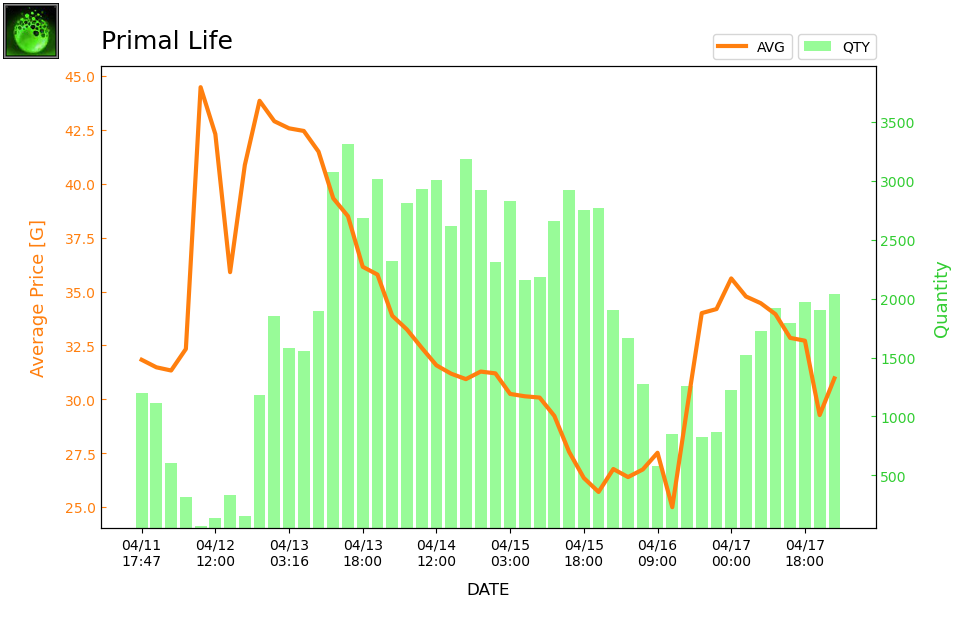 Primal Life
AVG
QTY
Average Price [G]
45.0
42.5
40.0
37.5
35.0
32.5
30.0
27.5
25.0
3500
3000
2500
2000
1500
1000
500
Quantity
04/11 04/12 04/13 04/13 04/14 04/15 04/15 04/16 04/17 04/17
17:47 12:00 03:16 18:00 12:00 03:00 18:00 09:00 00:00 18:00
DATE